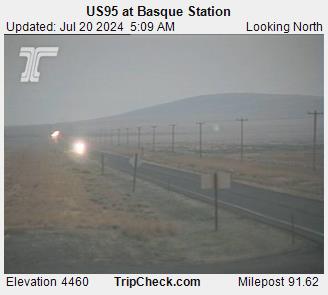 US95 at Basque Station
Updated: Jul 20 2024  5:09 AM Looking North
Elevation 4460 TripCheck.com Milepost 91.62